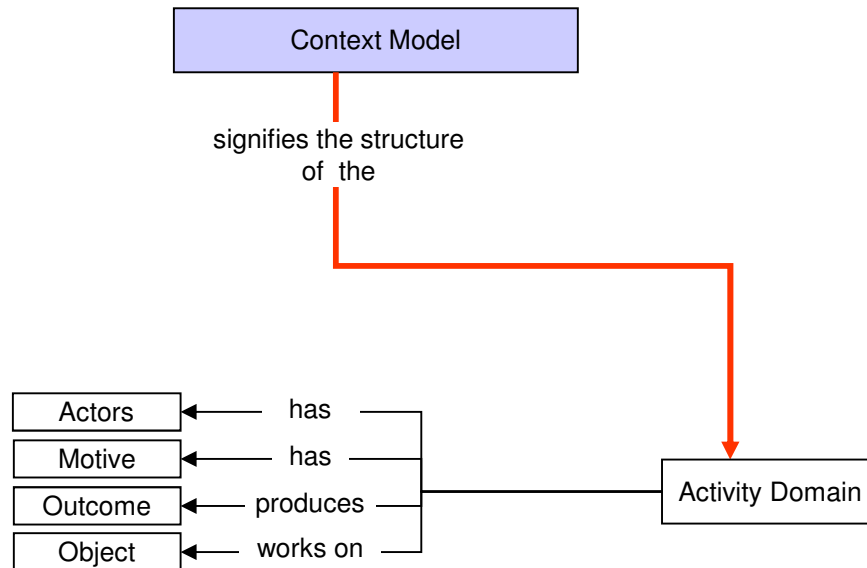 Context Model
signifies the structure
of the
Actors has
Motive has
Outcome produces
Object works on
Activity Domain